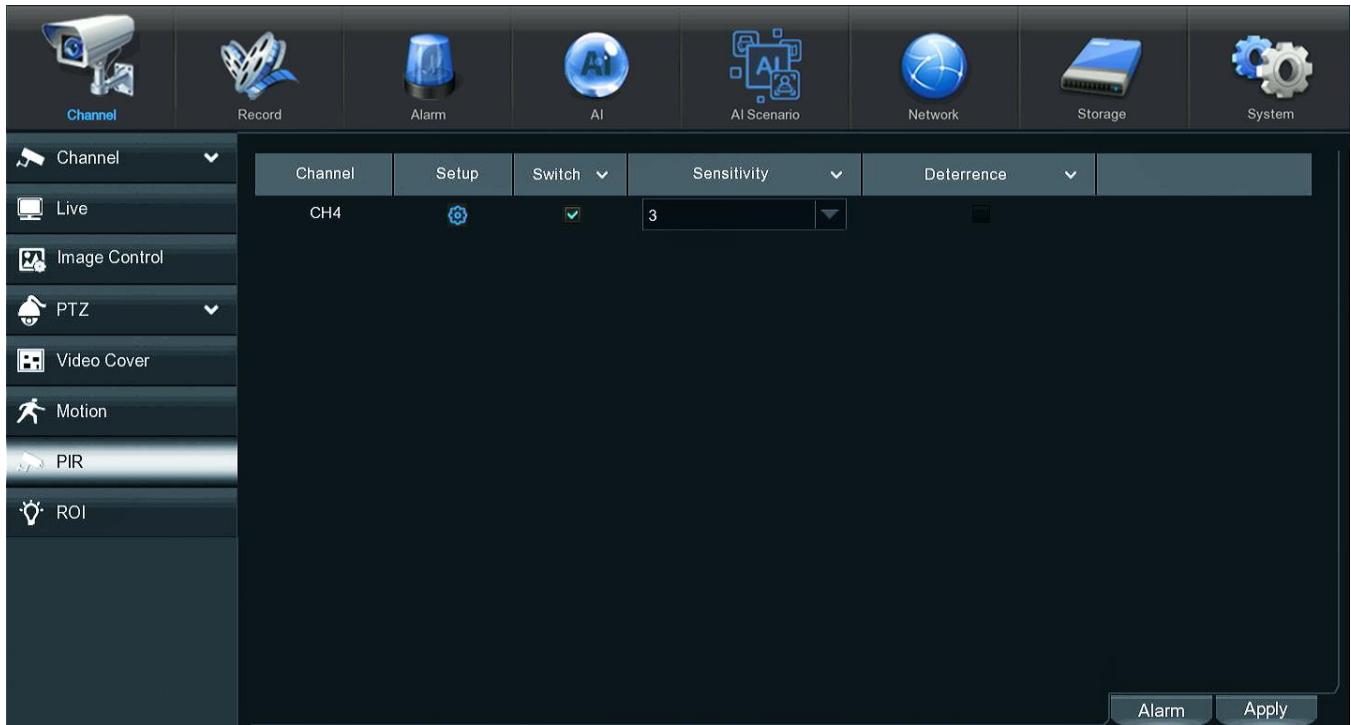 Channel Record Alarm AI AI Scenario Network Storage System
Channel
Live
Image Control
PTZ
Video Cover
Motion
PIR
ROI
Channel Setup Switch Sensitivity Deterrence
CH4 3
Alarm Apply